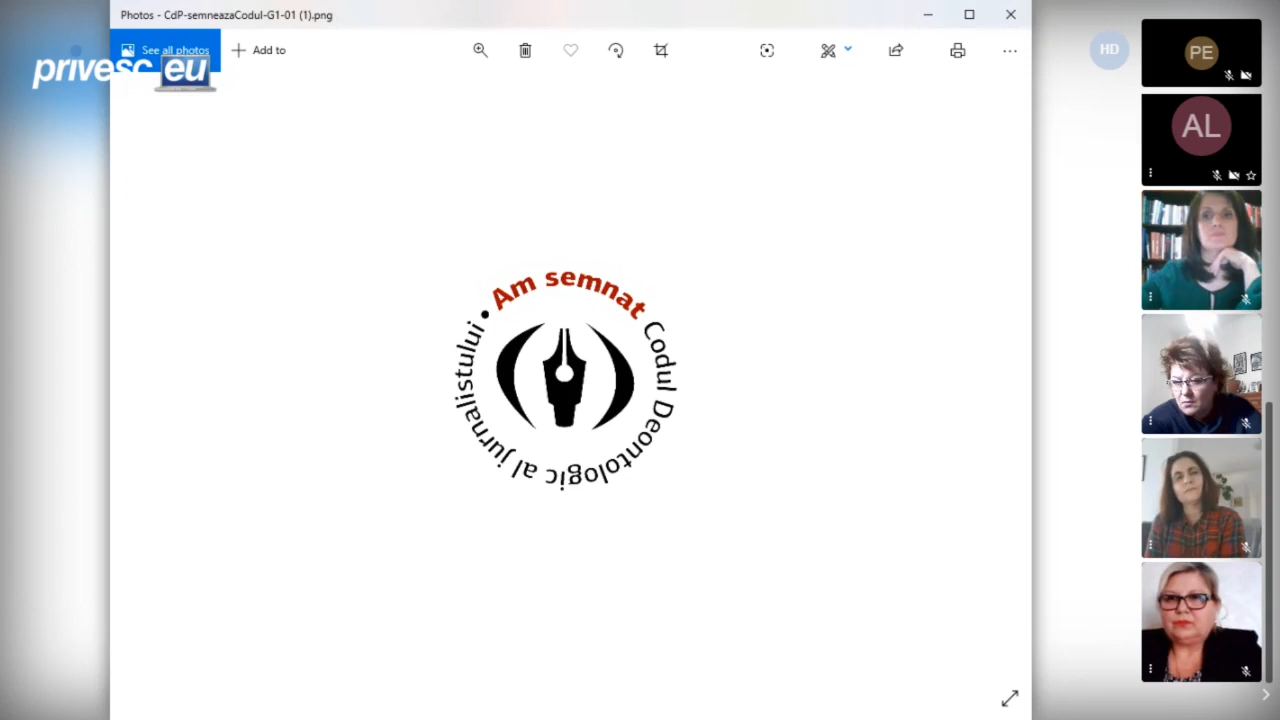 Photos - CdP-semneazaCodul-G1-01 (1).png
See all photos
Add to
privesc.eu
HD
PE
AL
Am semnat Codul Deontologic al jurnalistului •